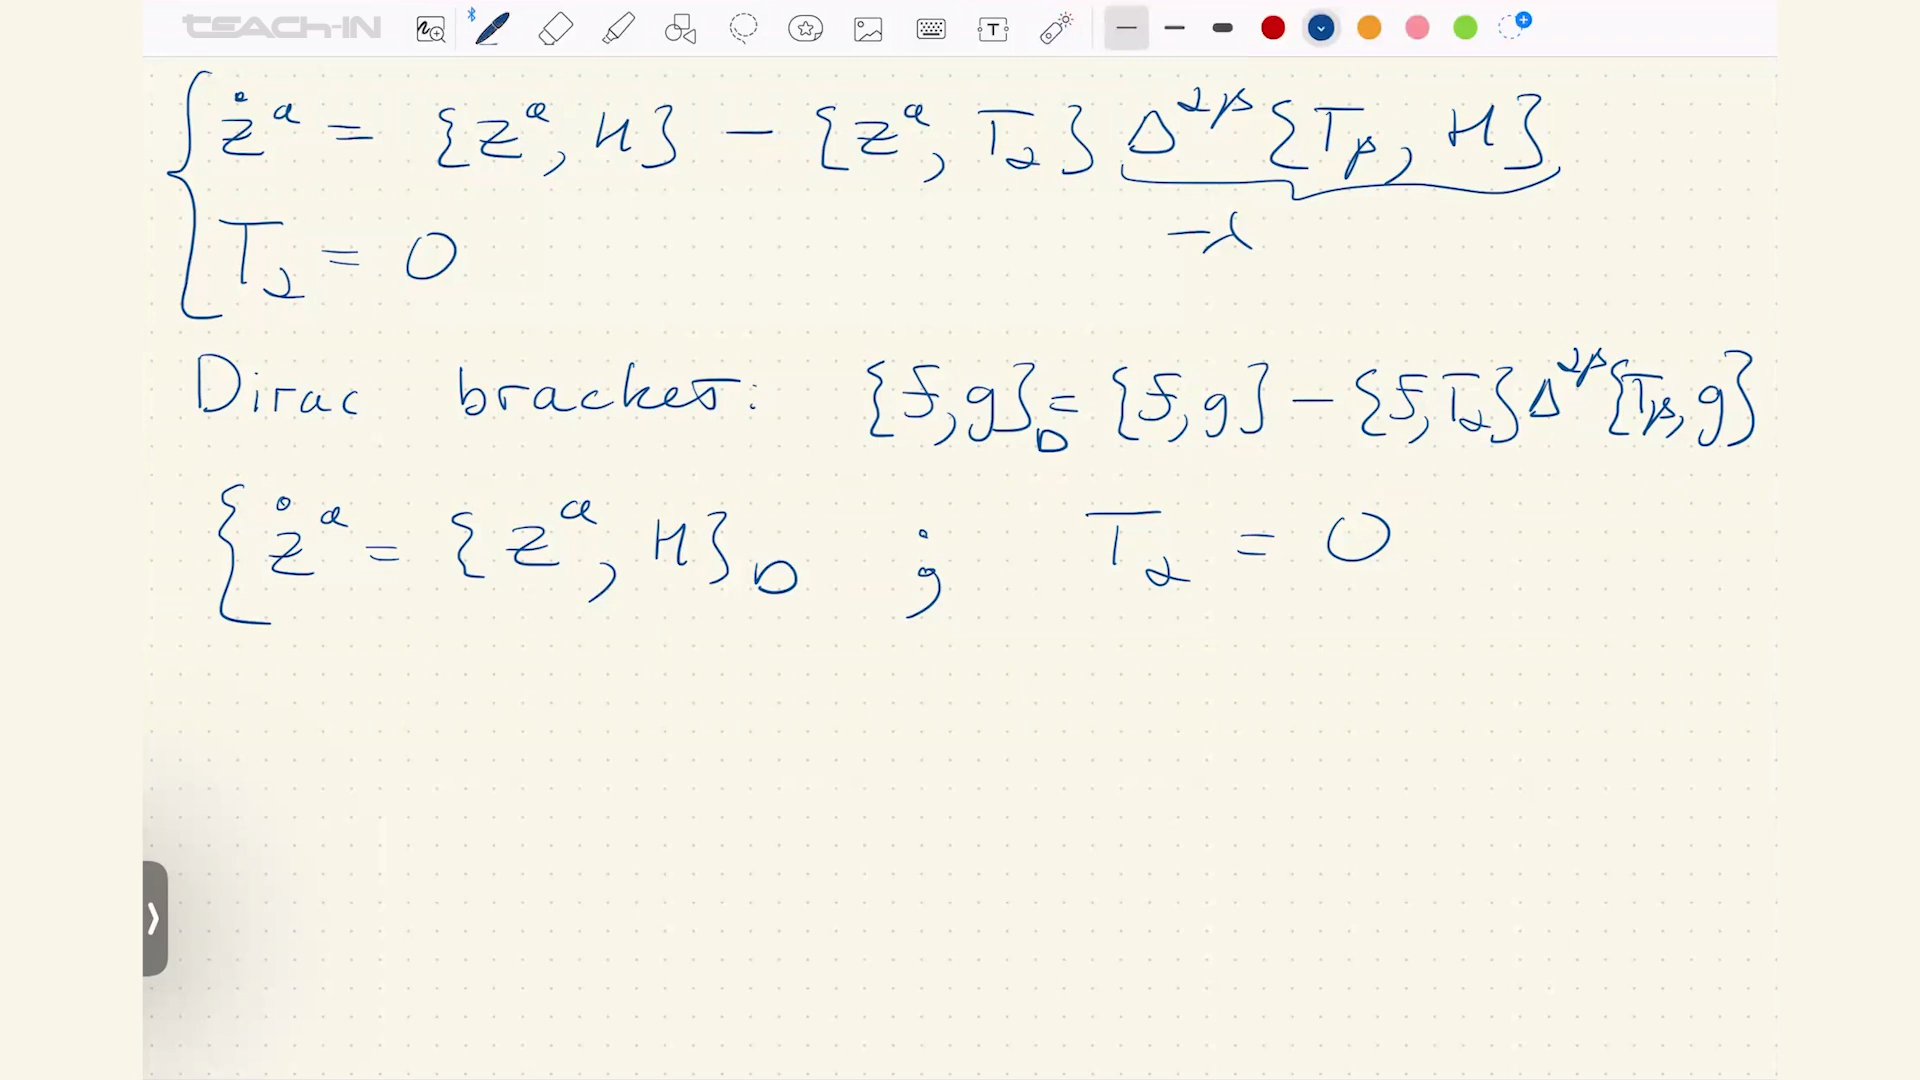 TEACH-IN
ż^a = {z^a, H} − {z^a, T_α} Δ^{αβ} {T_β, H}
−λ
T_α = 0
Dirac bracket: {f, g}_D = {f, g} − {f, T_α} Δ^{αβ} {T_β, g}
ż^a = {z^a, H}_D ; T_α = 0